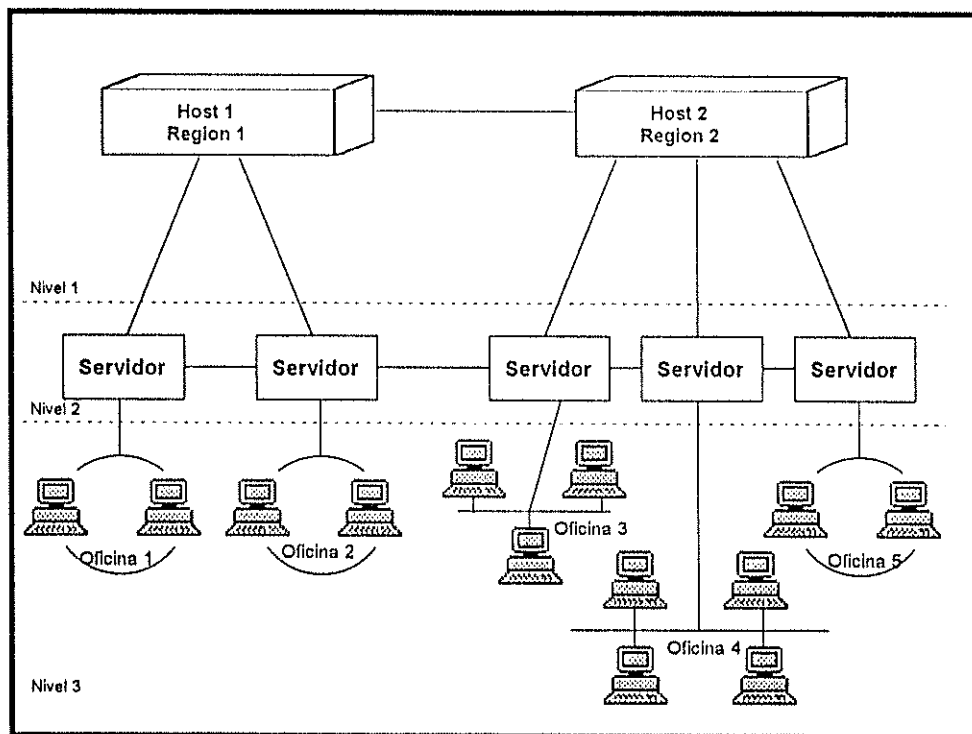 Host 1
Region 1
Host 2
Region 2
Nivel 1
Servidor
Servidor
Servidor
Servidor
Servidor
Nivel 2
Oficina 1
Oficina 2
Oficina 3
Oficina 4
Oficina 5
Nivel 3